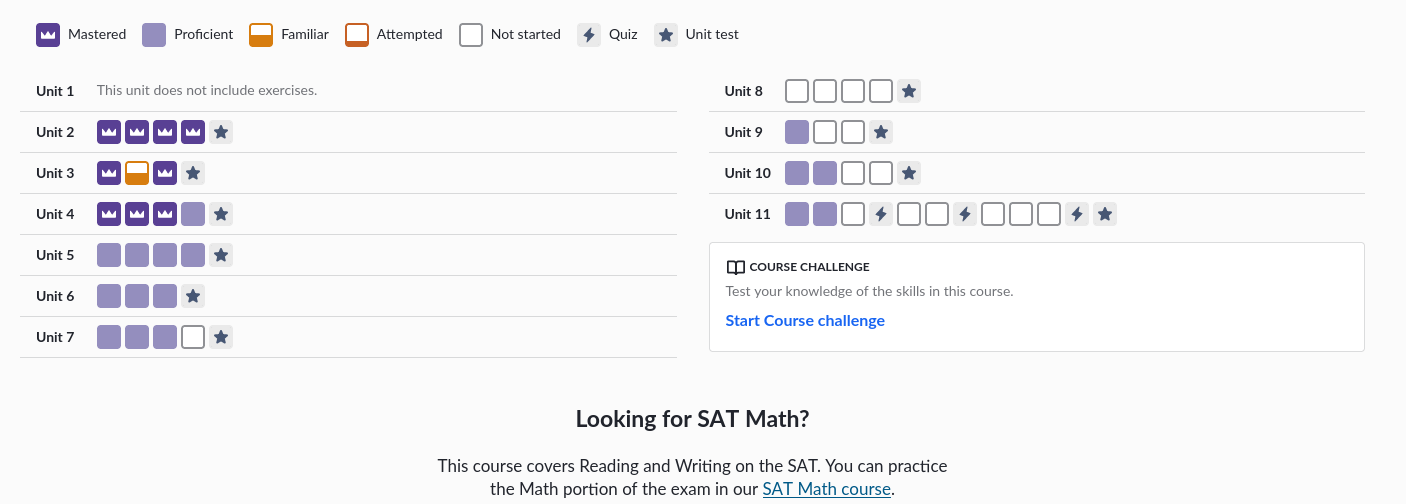 Mastered Proficient Familiar Attempted Not started Quiz Unit test
Unit 1 This unit does not include exercises.
Unit 2
Unit 3
Unit 4
Unit 5
Unit 6
Unit 7
Unit 8
Unit 9
Unit 10
Unit 11
COURSE CHALLENGE
Test your knowledge of the skills in this course.
Start Course challenge
Looking for SAT Math?
This course covers Reading and Writing on the SAT. You can practice
the Math portion of the exam in our SAT Math course.